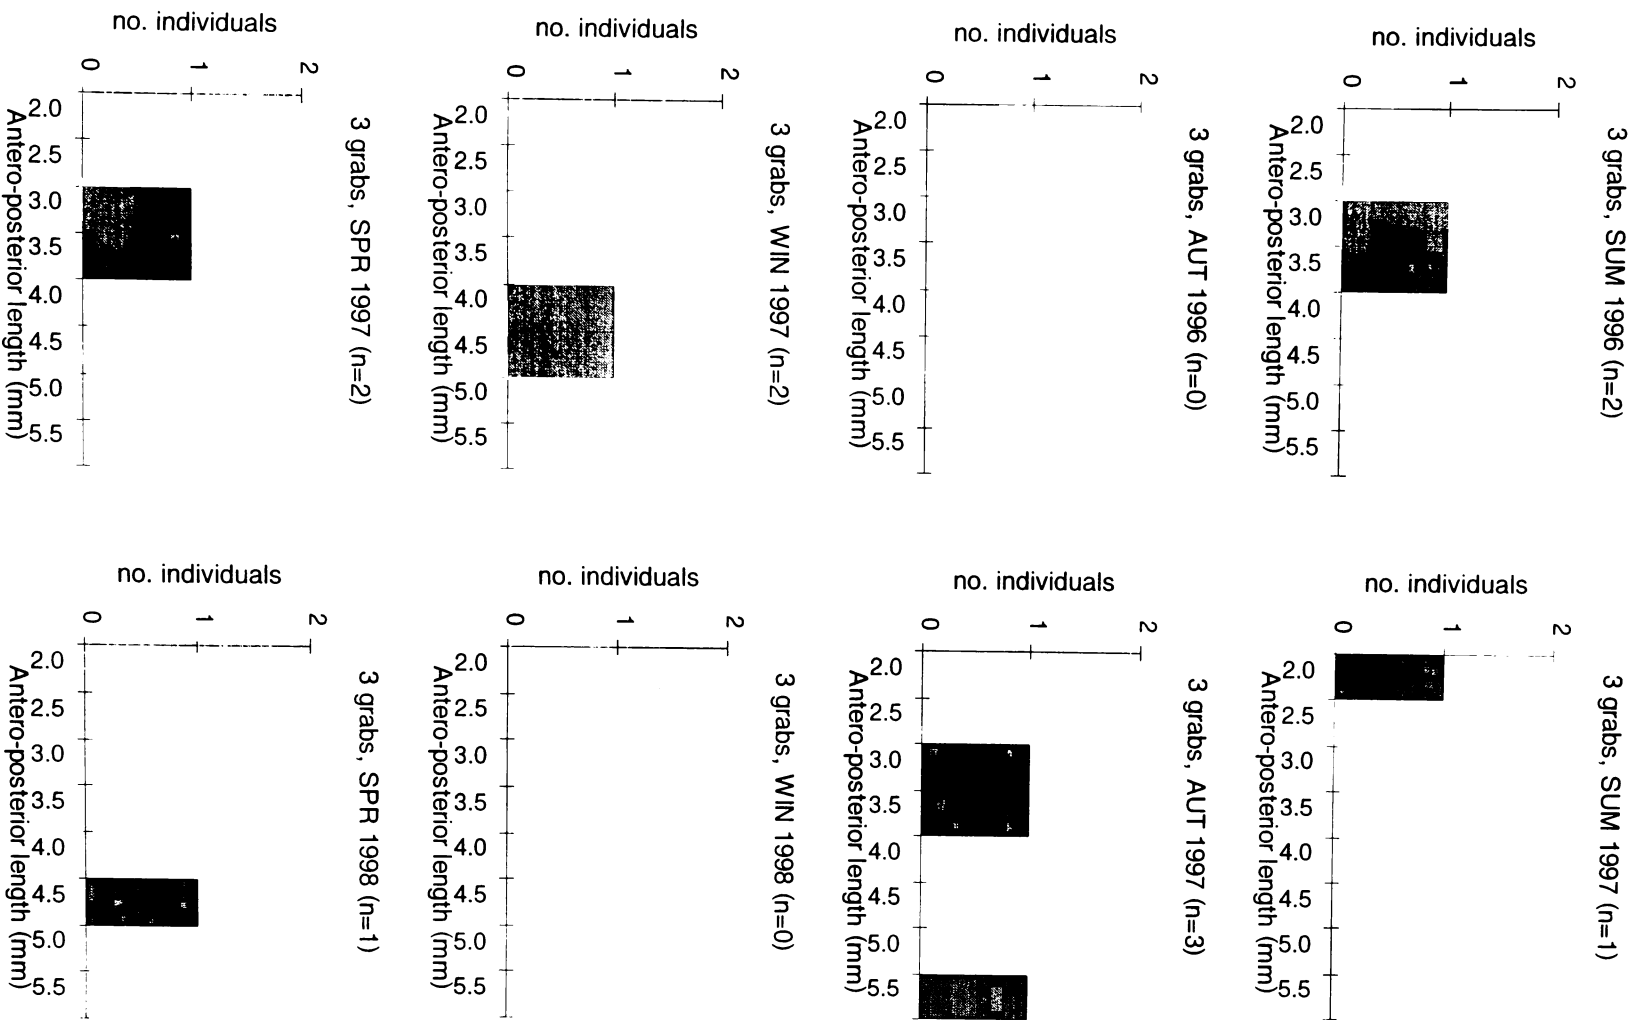 3 grabs, SUM 1996 (n=2)
no. individuals
0 1 2
2.0 2.5 3.0 3.5 4.0 4.5 5.0 5.5
Antero-posterior length (mm)
3 grabs, AUT 1996 (n=0)
no. individuals
0 1 2
2.0 2.5 3.0 3.5 4.0 4.5 5.0 5.5
Antero-posterior length (mm)
3 grabs, WIN 1997 (n=2)
no. individuals
0 1 2
2.0 2.5 3.0 3.5 4.0 4.5 5.0 5.5
Antero-posterior length (mm)
3 grabs, SPR 1997 (n=2)
no. individuals
0 1 2
2.0 2.5 3.0 3.5 4.0 4.5 5.0 5.5
Antero-posterior length (mm)
3 grabs, SUM 1997 (n=1)
no. individuals
0 1 2
2.0 2.5 3.0 3.5 4.0 4.5 5.0 5.5
Antero-posterior length (mm)
3 grabs, AUT 1997 (n=3)
no. individuals
0 1 2
2.0 2.5 3.0 3.5 4.0 4.5 5.0 5.5
Antero-posterior length (mm)
3 grabs, WIN 1998 (n=0)
no. individuals
0 1 2
2.0 2.5 3.0 3.5 4.0 4.5 5.0 5.5
Antero-posterior length (mm)
3 grabs, SPR 1998 (n=1)
no. individuals
0 1 2
2.0 2.5 3.0 3.5 4.0 4.5 5.0 5.5
Antero-posterior length (mm)